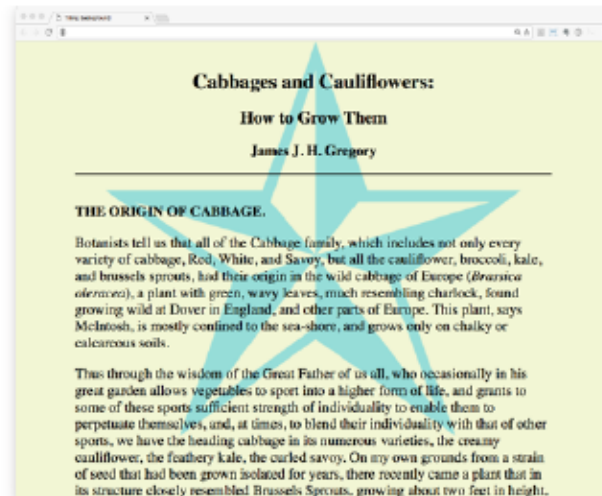 Cabbages and Cauliflowers:
How to Grow Them
James J. H. Gregory
THE ORIGIN OF CABBAGE.
Botanists tell us that all of the Cabbage family, which includes not only every
variety of cabbage, Red, White, and Savoy, but all the cauliflower, broccoli, kale,
and brussels sprouts, had their origin in the wild cabbage of Europe (Brassica
oleracea), a plant with green, wavy leaves, much resembling charlock, found
growing wild at Dover in England, and other parts of Europe. This plant, says
McIntosh, is mostly confined to the sea-shore, and grows only on chalky or
calcareous soils.
Thus through the wisdom of the Great Father of us all, who occasionally in his
great garden allows vegetables to sport into a higher form of life, and grants to
some of these sports sufficient strength of individuality to enable them to
perpetuate themselves, and, at times, to blend their individuality with that of other
sports, we have the heading cabbage in its numerous varieties, the creamy
cauliflower, the feathery kale, the curled savoy. On my own grounds from a strain
of seed that had been grown isolated for years, there recently came a plant that in
its structure closely resembled Brussels Sprouts, growing about two feet in height,